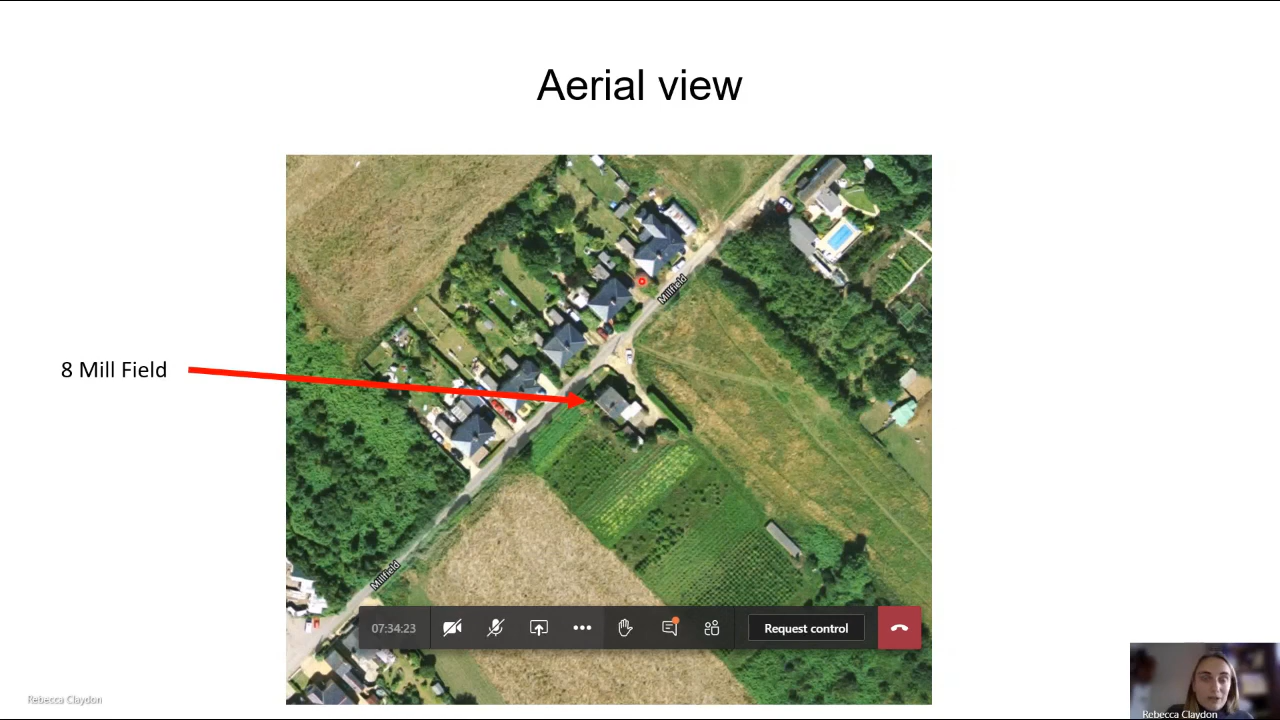 Aerial view
Millfield
8 Mill Field
Millfield
07:34:23
Request control
Rebecca Claydon
Rebecca Claydon